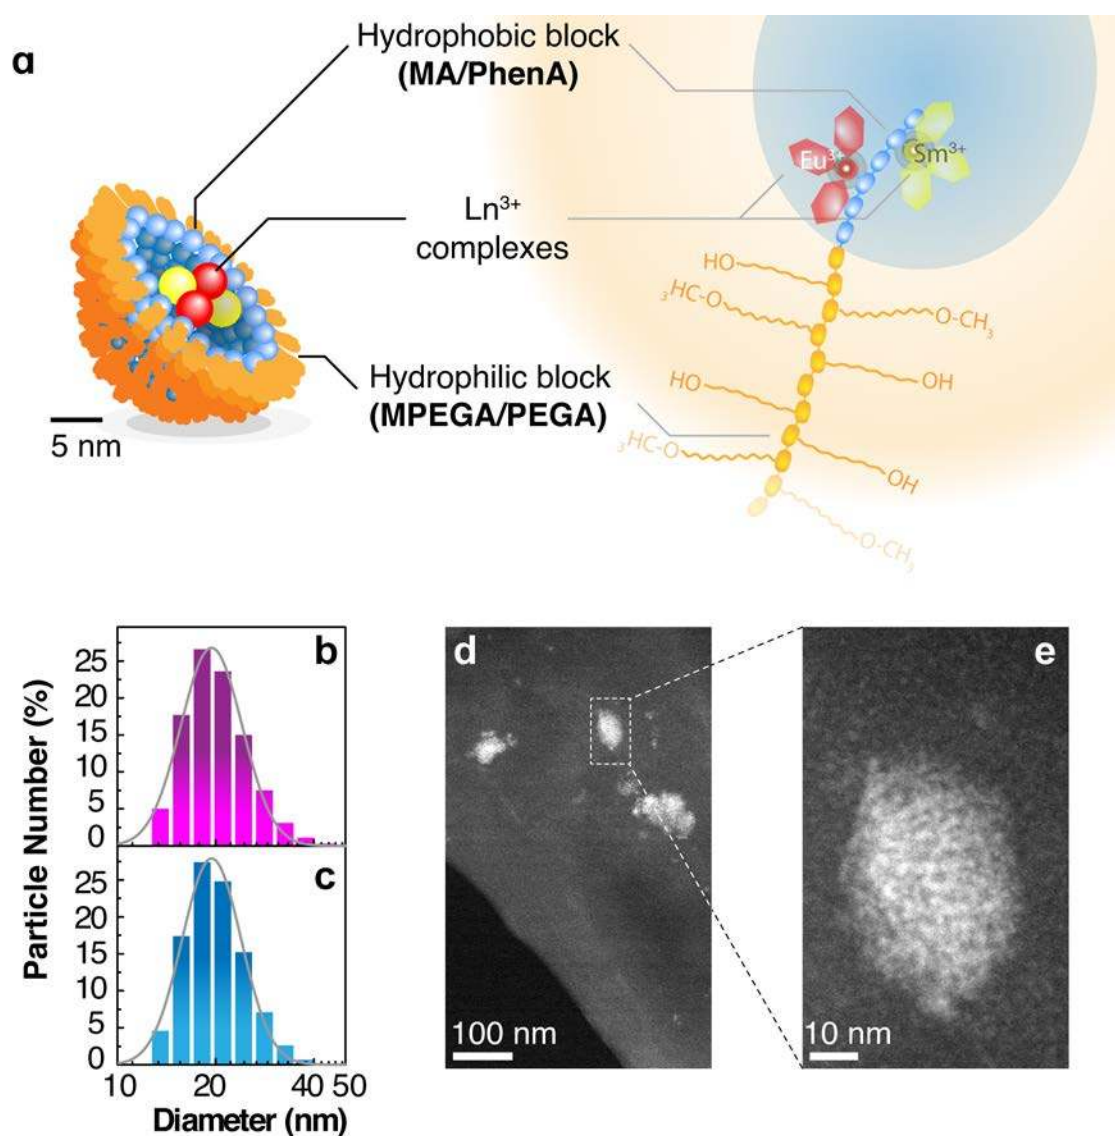 a
Hydrophobic block
(MA/PhenA)
Eu³⁺
Sm³⁺
Ln³⁺
complexes
HO
₃HC-O
O-CH₃
Hydrophilic block
(MPEGA/PEGA)
OH
HO
₃HC-O
OH
O-CH₃
5 nm
b
25
20
15
10
5
0
c
25
20
15
10
5
0
Particle Number (%)
10 20 40 50
Diameter (nm)
d
100 nm
e
10 nm